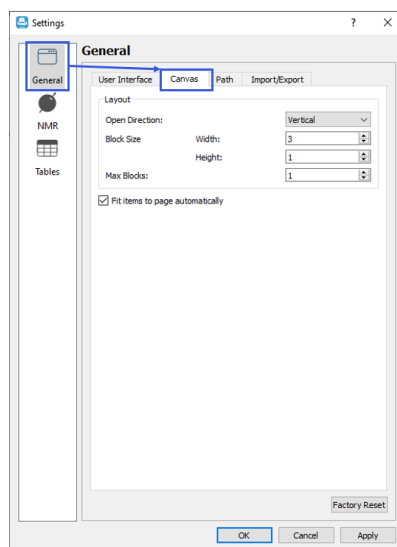 Settings
General
NMR
Tables
General
User Interface Canvas Path Import/Export
Layout
Open Direction: Vertical
Block Size Width: 3
Height: 1
Max Blocks: 1
Fit items to page automatically
Factory Reset
OK Cancel Apply